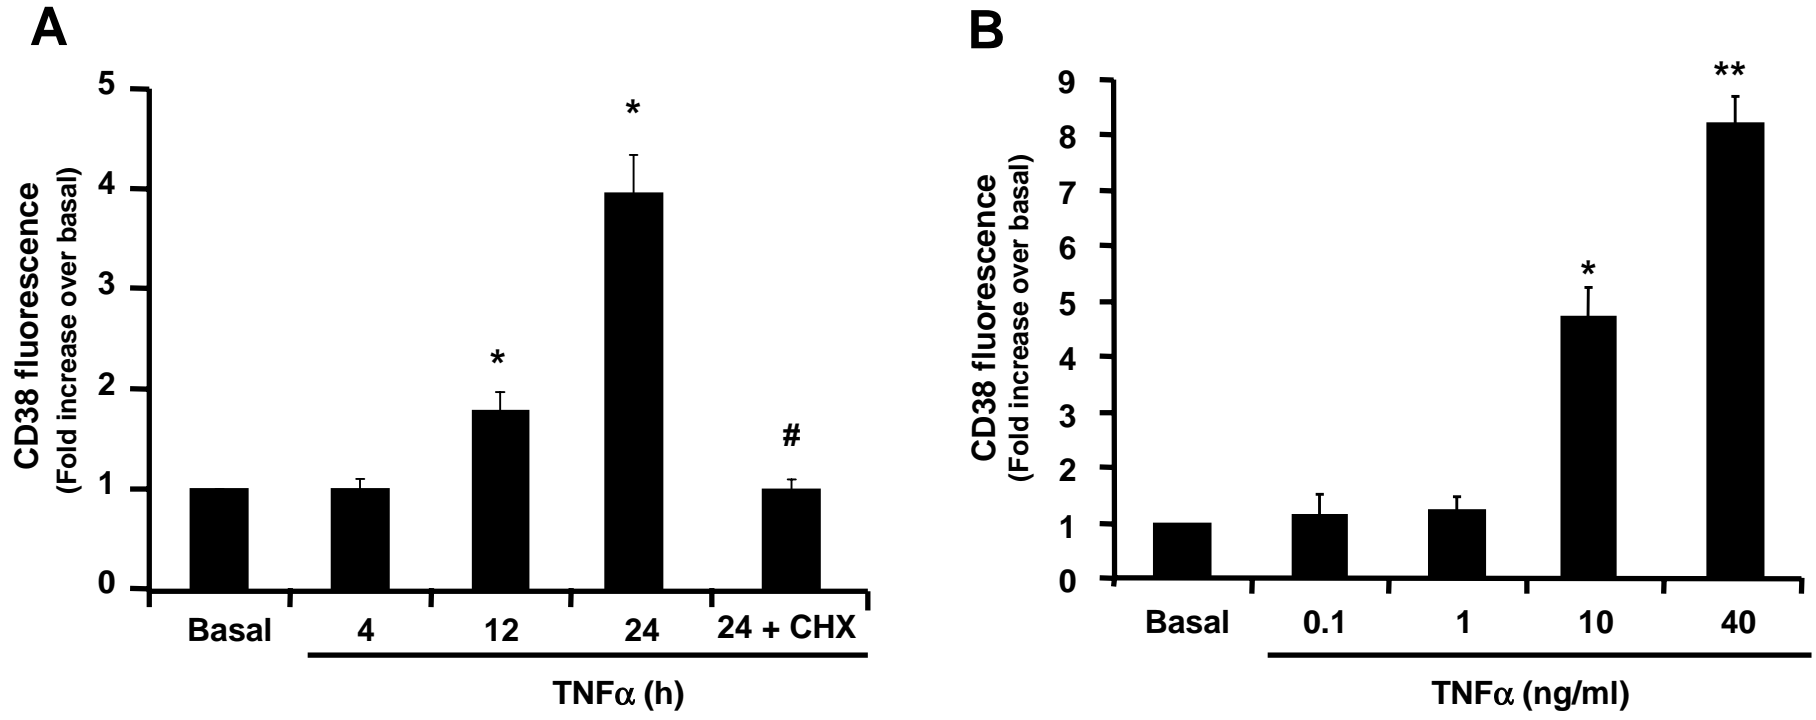 A
CD38 fluorescence
(Fold increase over basal)
5
4
3
2
1
0
*
*
#
Basal 4 12 24 24 + CHX
TNFα (h)
B
CD38 fluorescence
(Fold increase over basal)
9
8
7
6
5
4
3
2
1
0
**
*
Basal 0.1 1 10 40
TNFα (ng/ml)